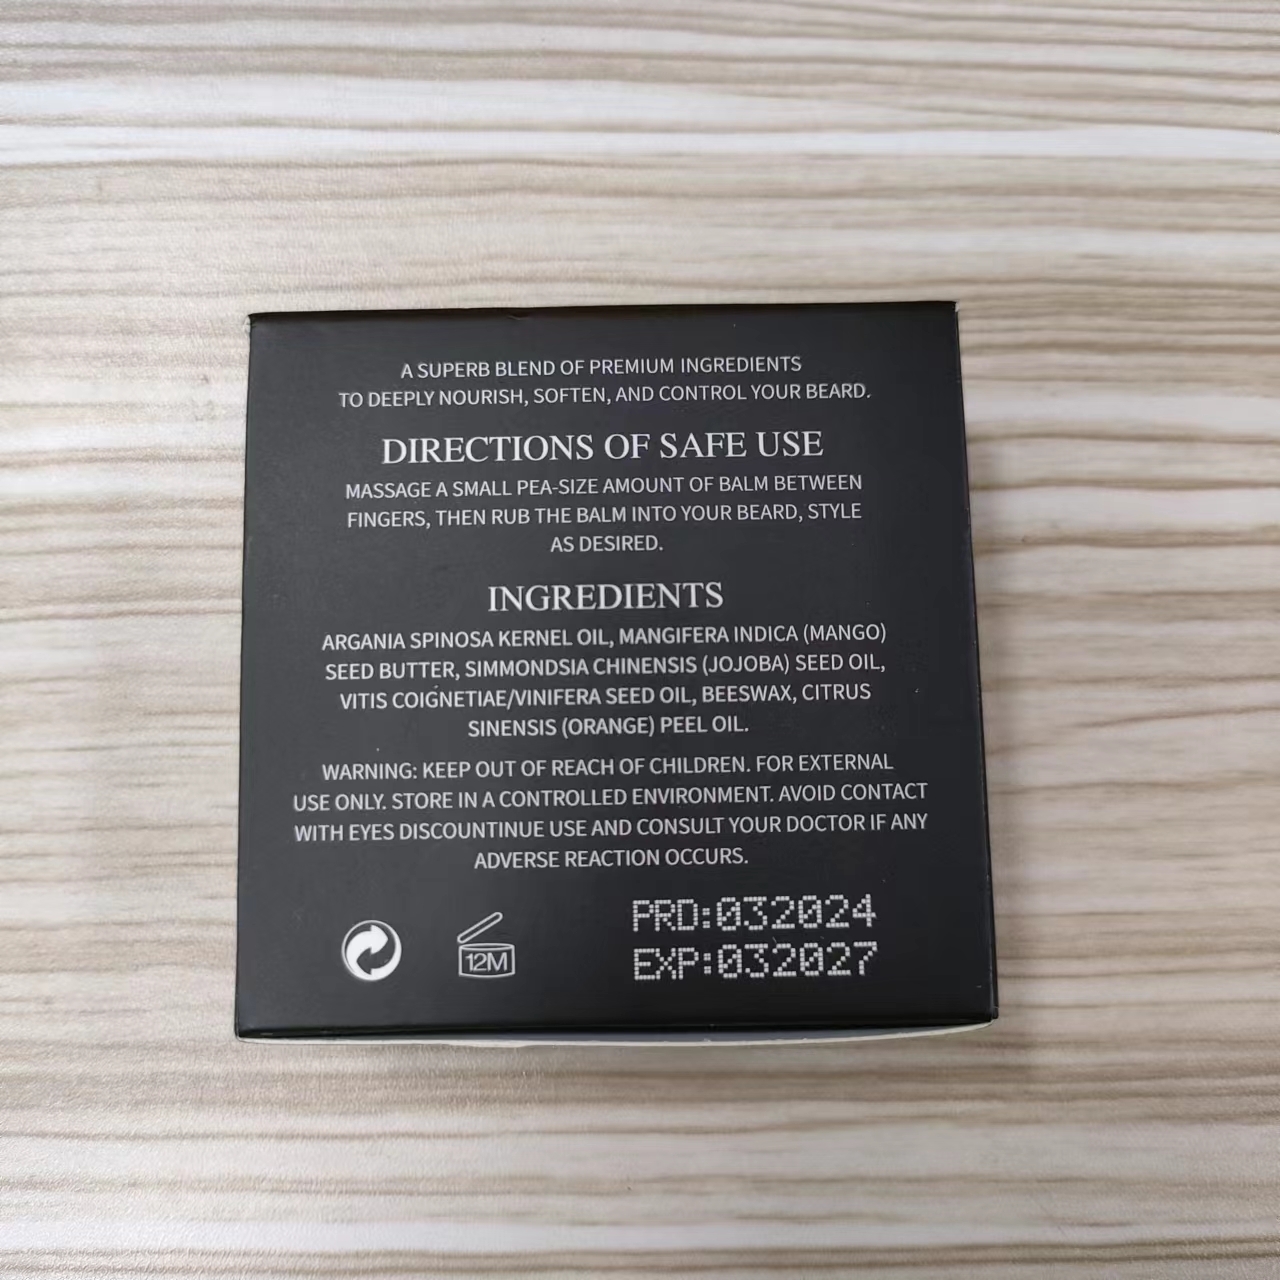 A SUPERB BLEND OF PREMIUM INGREDIENTS
TO DEEPLY NOURISH, SOFTEN, AND CONTROL YOUR BEARD.
DIRECTIONS OF SAFE USE
MASSAGE A SMALL PEA-SIZE AMOUNT OF BALM BETWEEN
FINGERS, THEN RUB THE BALM INTO YOUR BEARD, STYLE
AS DESIRED.
INGREDIENTS
ARGANIA SPINOSA KERNEL OIL, MANGIFERA INDICA (MANGO)
SEED BUTTER, SIMMONDSIA CHINENSIS (JOJOBA) SEED OIL,
VITIS COIGNETIAE/VINIFERA SEED OIL, BEESWAX, CITRUS
SINENSIS (ORANGE) PEEL OIL.
WARNING: KEEP OUT OF REACH OF CHILDREN. FOR EXTERNAL
USE ONLY. STORE IN A CONTROLLED ENVIRONMENT. AVOID CONTACT
WITH EYES DISCOUNTINUE USE AND CONSULT YOUR DOCTOR IF ANY
ADVERSE REACTION OCCURS.
PRD:032024
12M
EXP:032027